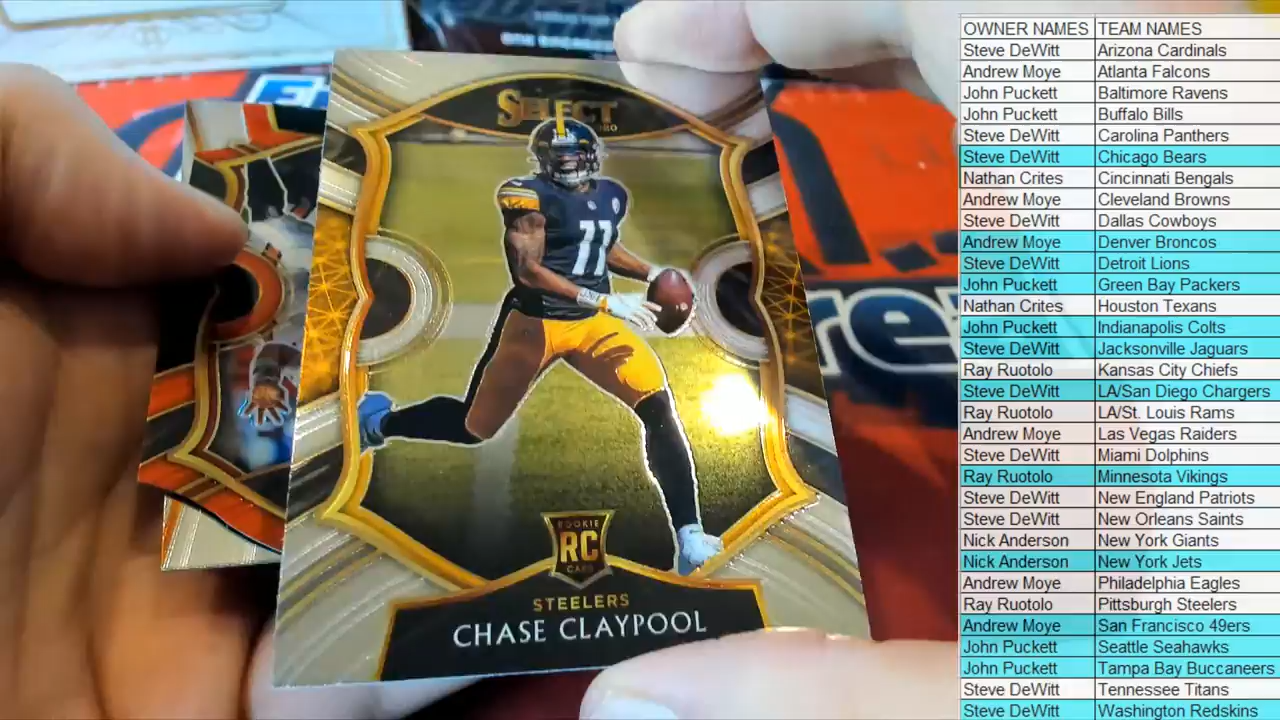 SELECT
11
ROOKIE
RC
CARD
STEELERS
CHASE CLAYPOOL
re
OWNER NAMES TEAM NAMES
Steve DeWitt Arizona Cardinals
Andrew Moye Atlanta Falcons
John Puckett Baltimore Ravens
John Puckett Buffalo Bills
Steve DeWitt Carolina Panthers
Steve DeWitt Chicago Bears
Nathan Crites Cincinnati Bengals
Andrew Moye Cleveland Browns
Steve DeWitt Dallas Cowboys
Andrew Moye Denver Broncos
Steve DeWitt Detroit Lions
John Puckett Green Bay Packers
Nathan Crites Houston Texans
John Puckett Indianapolis Colts
Steve DeWitt Jacksonville Jaguars
Ray Ruotolo Kansas City Chiefs
Steve DeWitt LA/San Diego Chargers
Ray Ruotolo LA/St. Louis Rams
Andrew Moye Las Vegas Raiders
Steve DeWitt Miami Dolphins
Ray Ruotolo Minnesota Vikings
Steve DeWitt New England Patriots
Steve DeWitt New Orleans Saints
Nick Anderson New York Giants
Nick Anderson New York Jets
Andrew Moye Philadelphia Eagles
Ray Ruotolo Pittsburgh Steelers
Andrew Moye San Francisco 49ers
John Puckett Seattle Seahawks
John Puckett Tampa Bay Buccaneers
Steve DeWitt Tennessee Titans
Steve DeWitt Washington Redskins